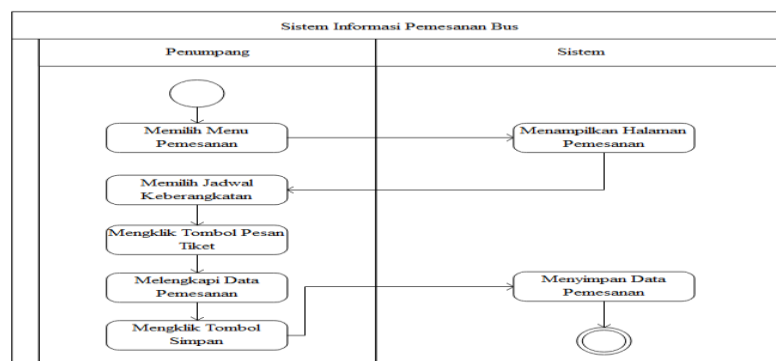 Sistem Informasi Pemesanan Bus
Penumpang
Sistem
Memilih Menu
Pemesanan
Menampilkan Halaman
Pemesanan
Memilih Jadwal
Keberangkatan
Mengklik Tombol Pesan
Tiket
Melengkapi Data
Pemesanan
Menyimpan Data
Pemesanan
Mengklik Tombol
Simpan